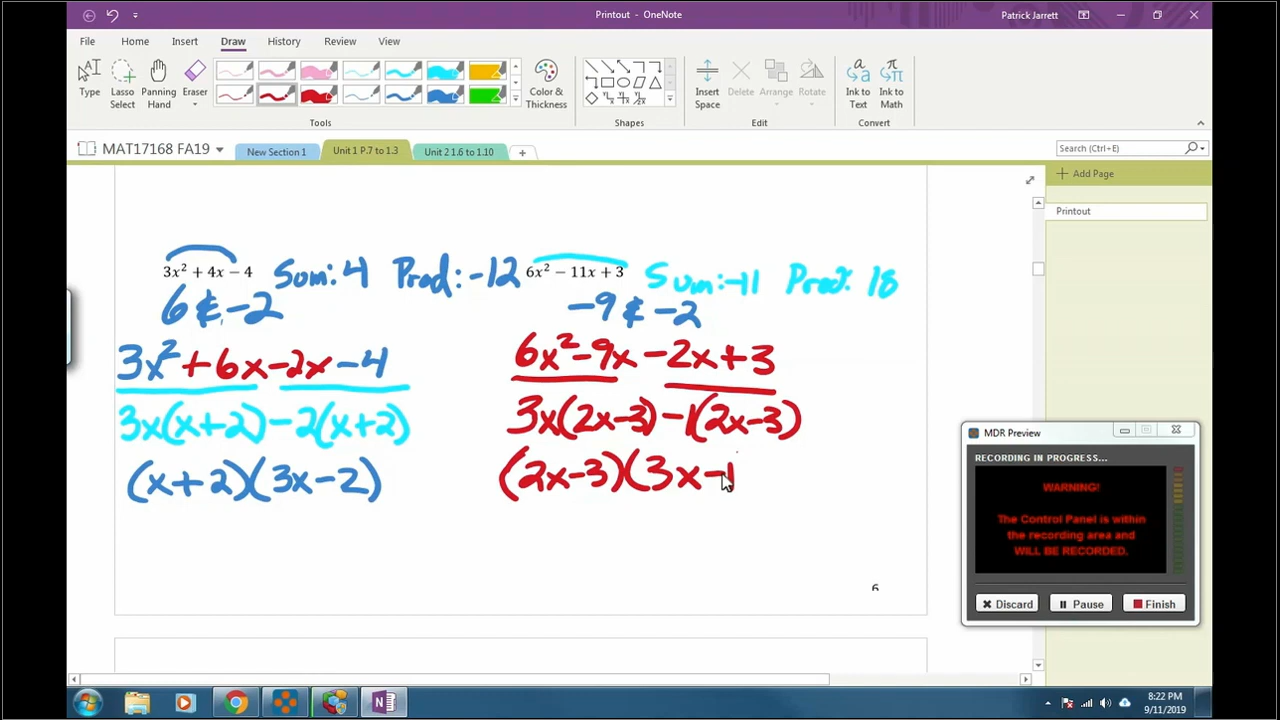 Printout - OneNote
Patrick Jarrett
File Home Insert Draw History Review View
Type
Lasso Select
Panning Hand
Eraser
Color & Thickness
Insert Space
Delete
Arrange
Rotate
Ink to Text
Ink to Math
Tools
Shapes
Edit
Convert
MAT17168 FA19
New Section 1
Unit 1 P.7 to 1.3
Unit 2 1.6 to 1.10
Search (Ctrl+E)
Add Page
Printout
3x² + 4x − 4 Sum: 4 Prod: -12
6 & -2
3x² + 6x - 2x - 4
3x(x+2) - 2(x+2)
(x+2)(3x-2)
6x² − 11x + 3 Sum: -11 Prod: 18
-9 & -2
6x² - 9x - 2x + 3
3x(2x-3) - 1(2x-3)
(2x-3)(3x-1
6
MDR Preview
RECORDING IN PROGRESS...
WARNING!
The Control Panel is within
the recording area and
WILL BE RECORDED.
Discard Pause Finish
8:22 PM
9/11/2019